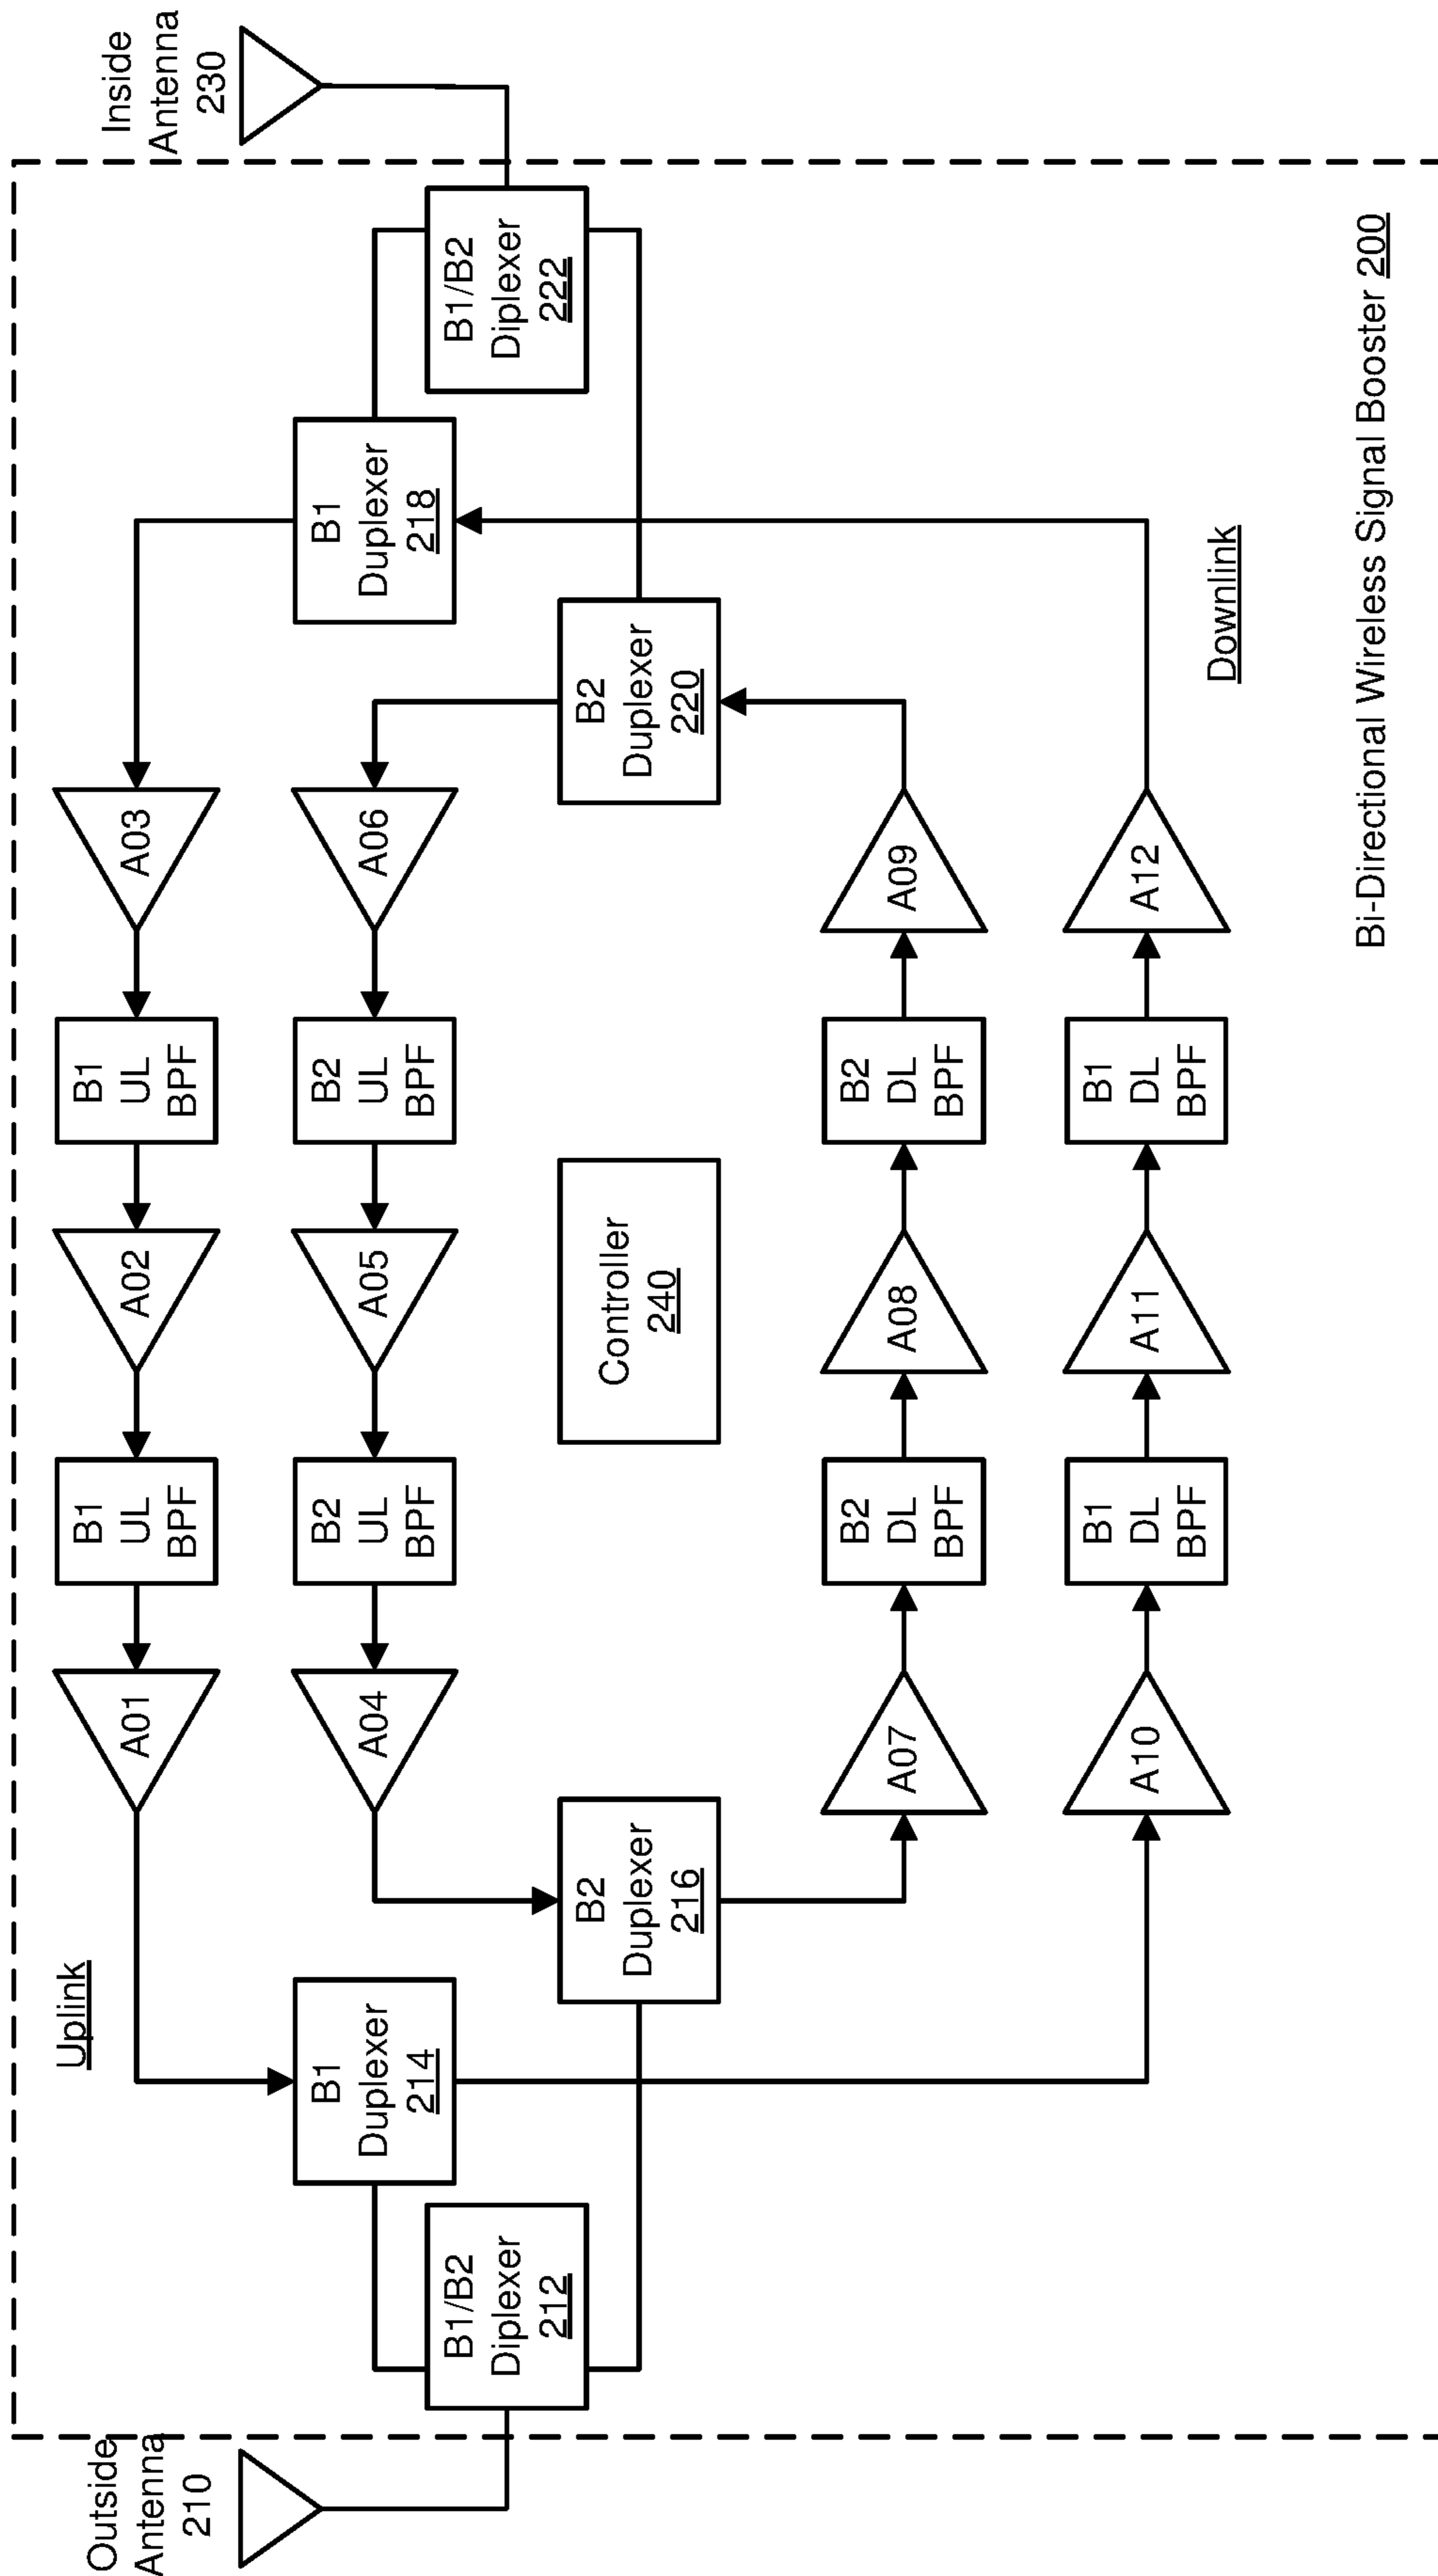 Outside
Antenna
210
Inside
Antenna
230
Uplink
A01
B1
UL
BPF
A02
B1
UL
BPF
A03
B1
Duplexer
214
A04
B2
UL
BPF
A05
B2
UL
BPF
A06
B1
Duplexer
218
B1/B2
Diplexer
212
B1/B2
Diplexer
222
B2
Duplexer
216
Controller
240
B2
Duplexer
220
A07
B2
DL
BPF
A08
B2
DL
BPF
A09
A10
B1
DL
BPF
A11
B1
DL
BPF
A12
Downlink
Bi-Directional Wireless Signal Booster 200